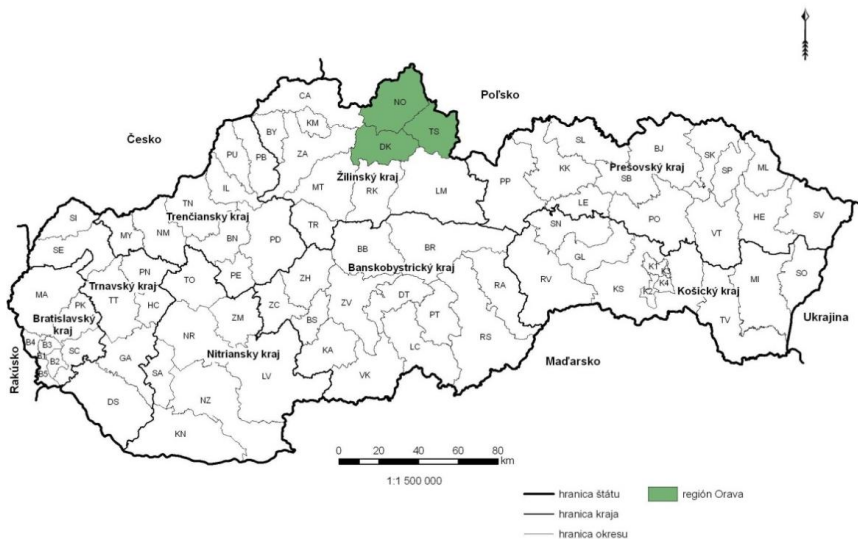 CA
NO
Poľsko
Česko
BY
KM
TS
PU
PB
ZA
DK
SL
BJ
SK
SP
ML
KK
Prešovský kraj
SB
IL
MT
Žilinský kraj
RK
LM
PP
TN
Trenčiansky kraj
LE
PO
HE
SV
SI
MY
NM
BN
PD
TR
SN
VT
SE
BB
BR
GL
PN
PE
ZH
Banskobystrický kraj
K1
K3
MI
SO
Trnavský kraj
TO
RV
KS
K2
K4
Košický kraj
MA
TT
HC
ZC
DT
RA
PK
ZM
BS
ZV
PT
TV
Ukrajina
Bratislavský
kraj
NR
Nitriansky kraj
KA
LC
RS
B4
B3
SC
B1
B2
B5
GA
SA
LV
VK
Maďarsko
Rakúsko
DS
NZ
KN
0 20 40 60 80
km
1:1 500 000
hranica štátu
región Orava
hranica kraja
hranica okresu